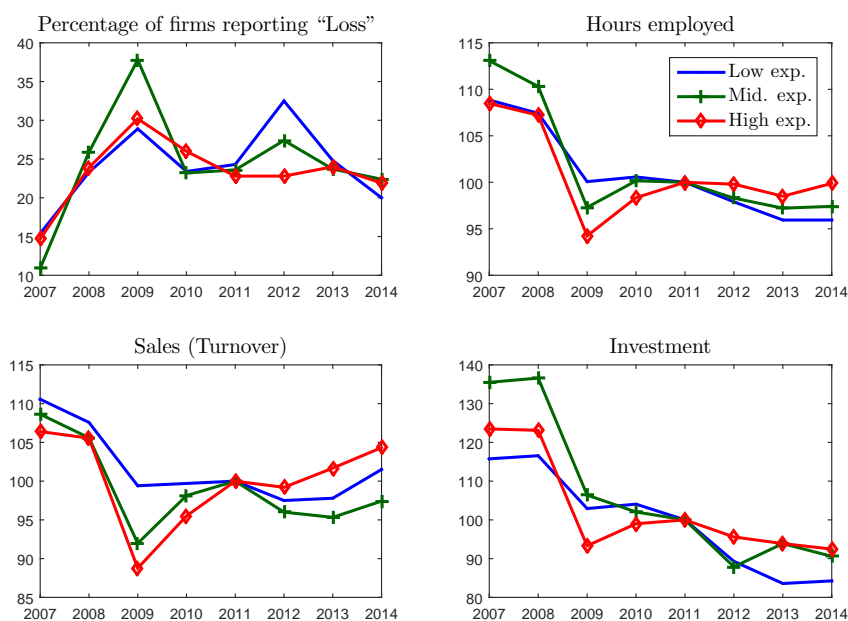 Percentage of firms reporting “Loss”
40
35
30
25
20
15
10
2007 2008 2009 2010 2011 2012 2013 2014
Hours employed
115
110
105
100
95
90
2007 2008 2009 2010 2011 2012 2013 2014
Low exp.
Mid. exp.
High exp.
Sales (Turnover)
115
110
105
100
95
90
85
2007 2008 2009 2010 2011 2012 2013 2014
Investment
140
130
120
110
100
90
80
2007 2008 2009 2010 2011 2012 2013 2014